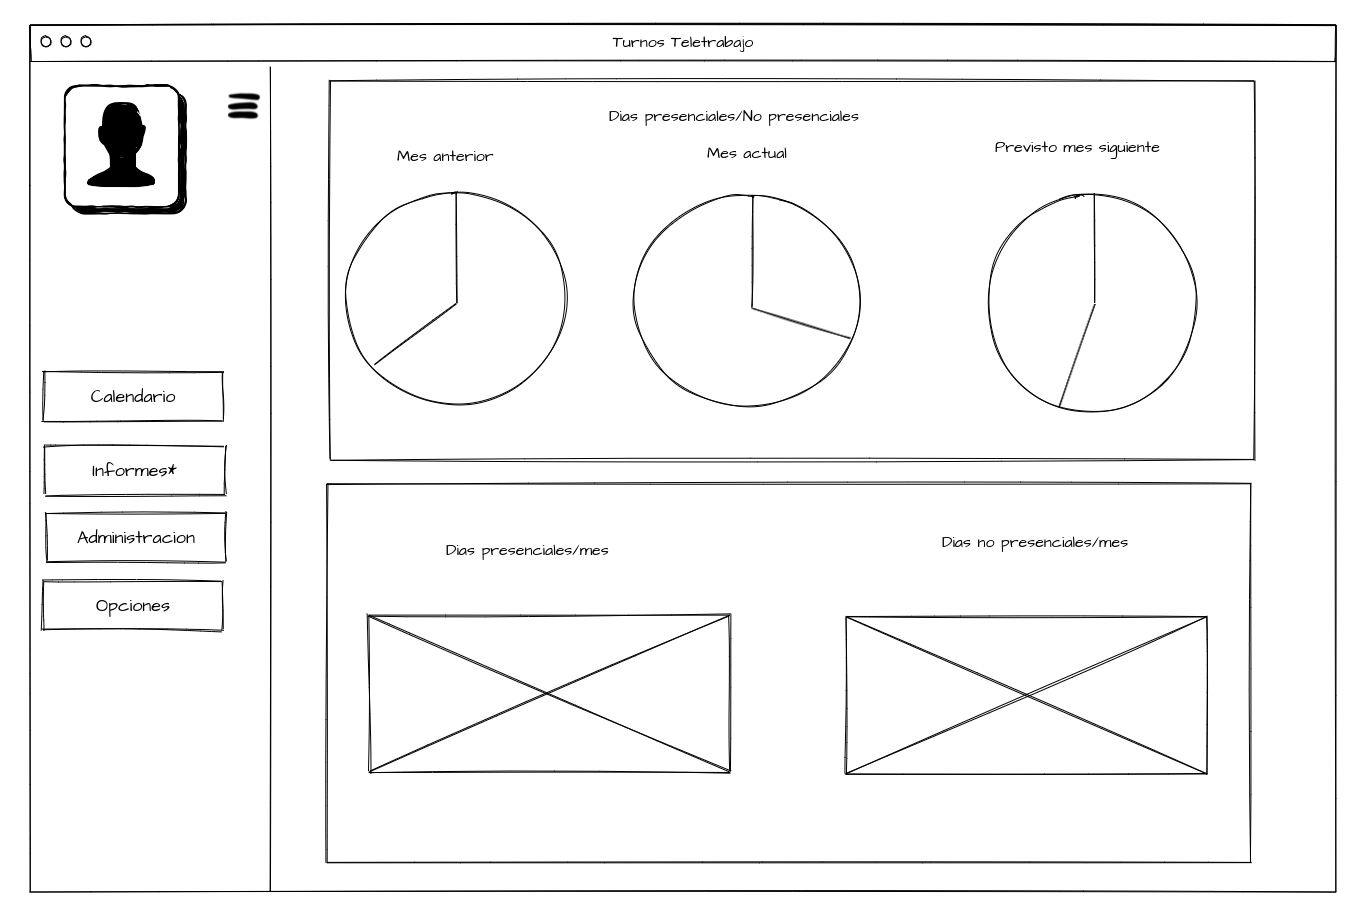 Turnos Teletrabajo
Dias presenciales/No presenciales
Mes anterior
Mes actual
Previsto mes siguiente
Calendario
Informes*
Administracion
Opciones
Dias presenciales/mes
Dias no presenciales/mes